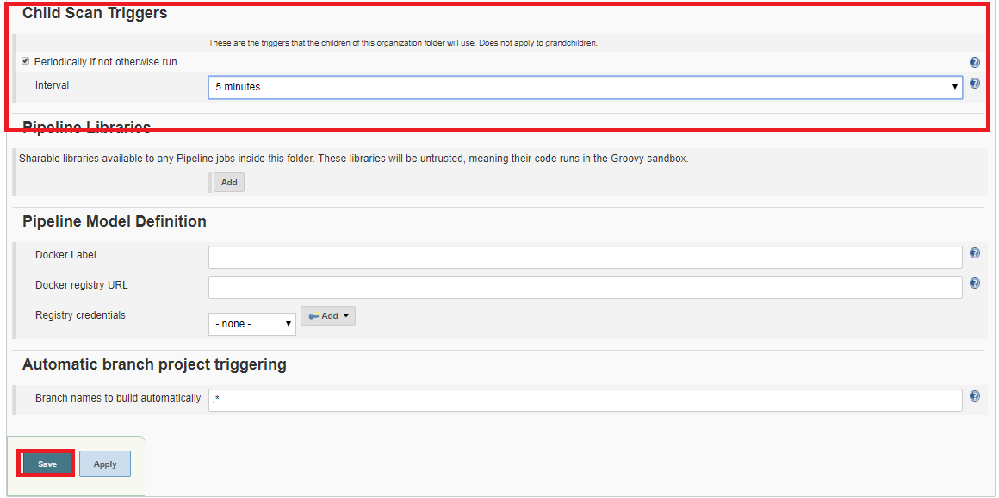 Child Scan Triggers
These are the triggers that the children of this organization folder will use. Does not apply to grandchildren.
Periodically if not otherwise run
Interval
5 minutes
Pipeline Libraries
Sharable libraries available to any Pipeline jobs inside this folder. These libraries will be untrusted, meaning their code runs in the Groovy sandbox.
Add
Pipeline Model Definition
Docker Label
Docker registry URL
Registry credentials
- none -
Add
Automatic branch project triggering
Branch names to build automatically
.*
Save
Apply